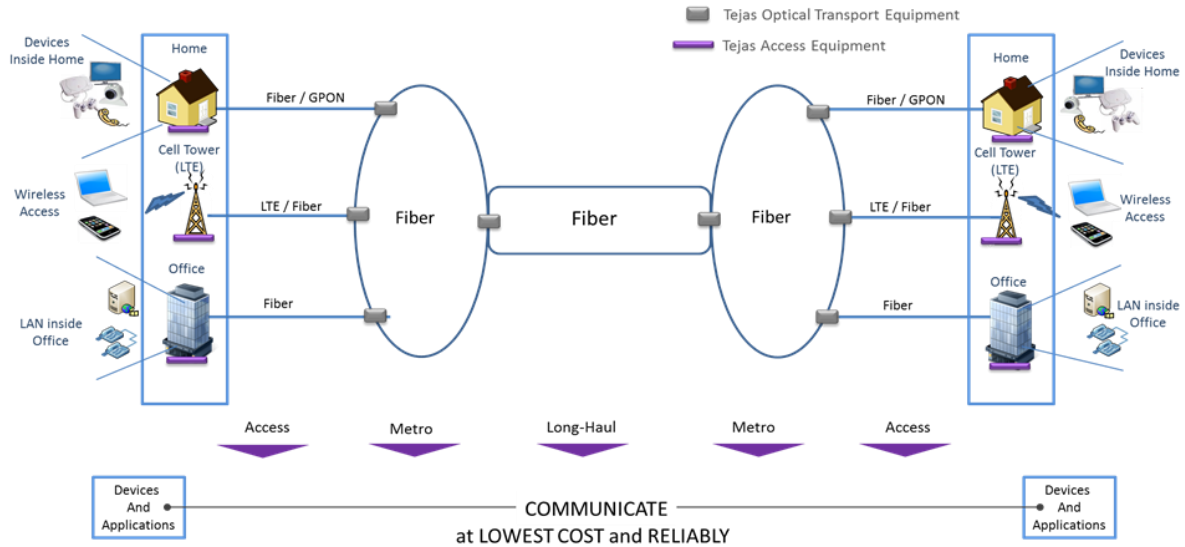 Tejas Optical Transport Equipment
Tejas Access Equipment
Devices
Inside Home
Home
Fiber / GPON
Cell Tower
(LTE)
Wireless
Access
LTE / Fiber
Office
Fiber
LAN inside
Office
Fiber
Fiber
Fiber
Home
Devices
Inside Home
Fiber / GPON
Cell Tower
(LTE)
Wireless
Access
LTE / Fiber
Office
Fiber
LAN inside
Office
Access
Metro
Long-Haul
Metro
Access
Devices
And
Applications
COMMUNICATE
at LOWEST COST and RELIABLY
Devices
And
Applications